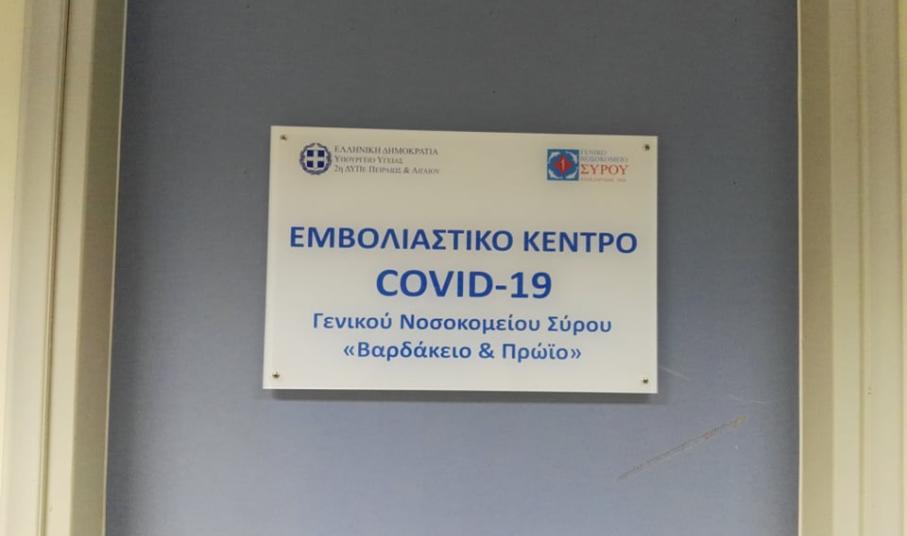 ΕΛΛΗΝΙΚΗ ΔΗΜΟΚΡΑΤΙΑ
ΥΠΟΥΡΓΕΙΟ ΥΓΕΙΑΣ
2η ΔΥΠΕ ΠΕΙΡΑΙΩΣ & ΑΙΓΑΙΟΥ
ΓΕΝΙΚΟ
ΝΟΣΟΚΟΜΕΙΟ
ΣΥΡΟΥ
ΕΜΒΟΛΙΑΣΤΙΚΟ ΚΕΝΤΡΟ
COVID-19
Γενικού Νοσοκομείου Σύρου
«Βαρδάκειο & Πρώϊο»